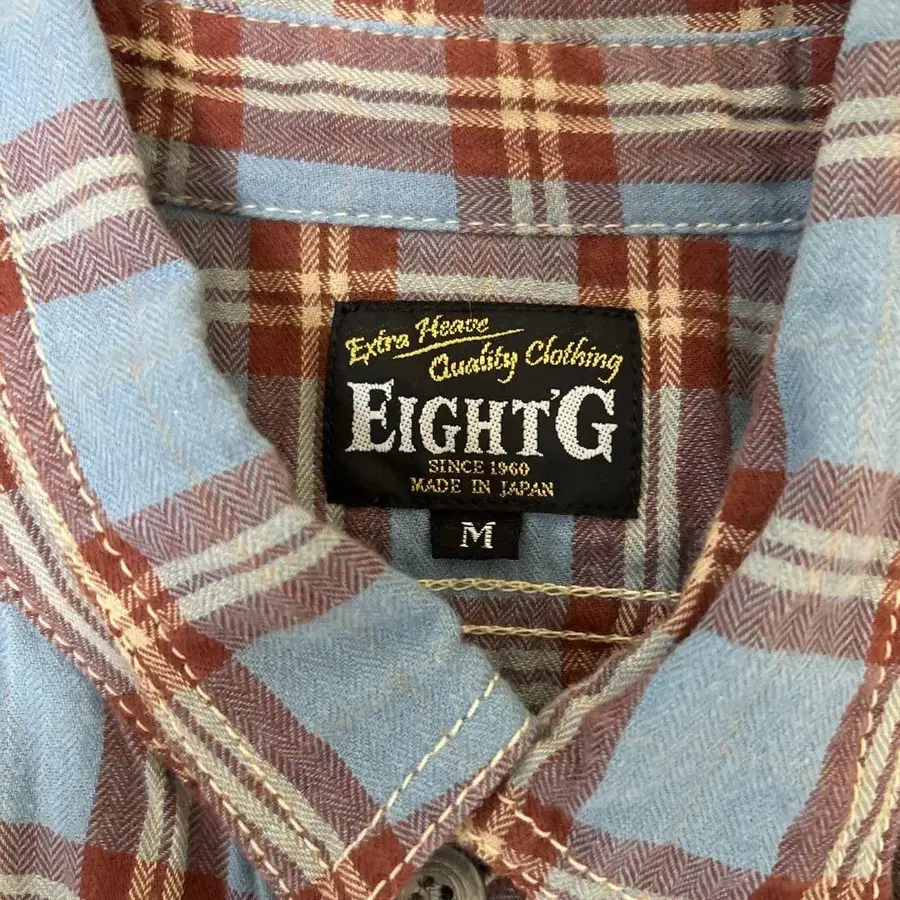 Extra Heave
Quality Clothing
EIGHT'G
SINCE 1960
MADE IN JAPAN
M